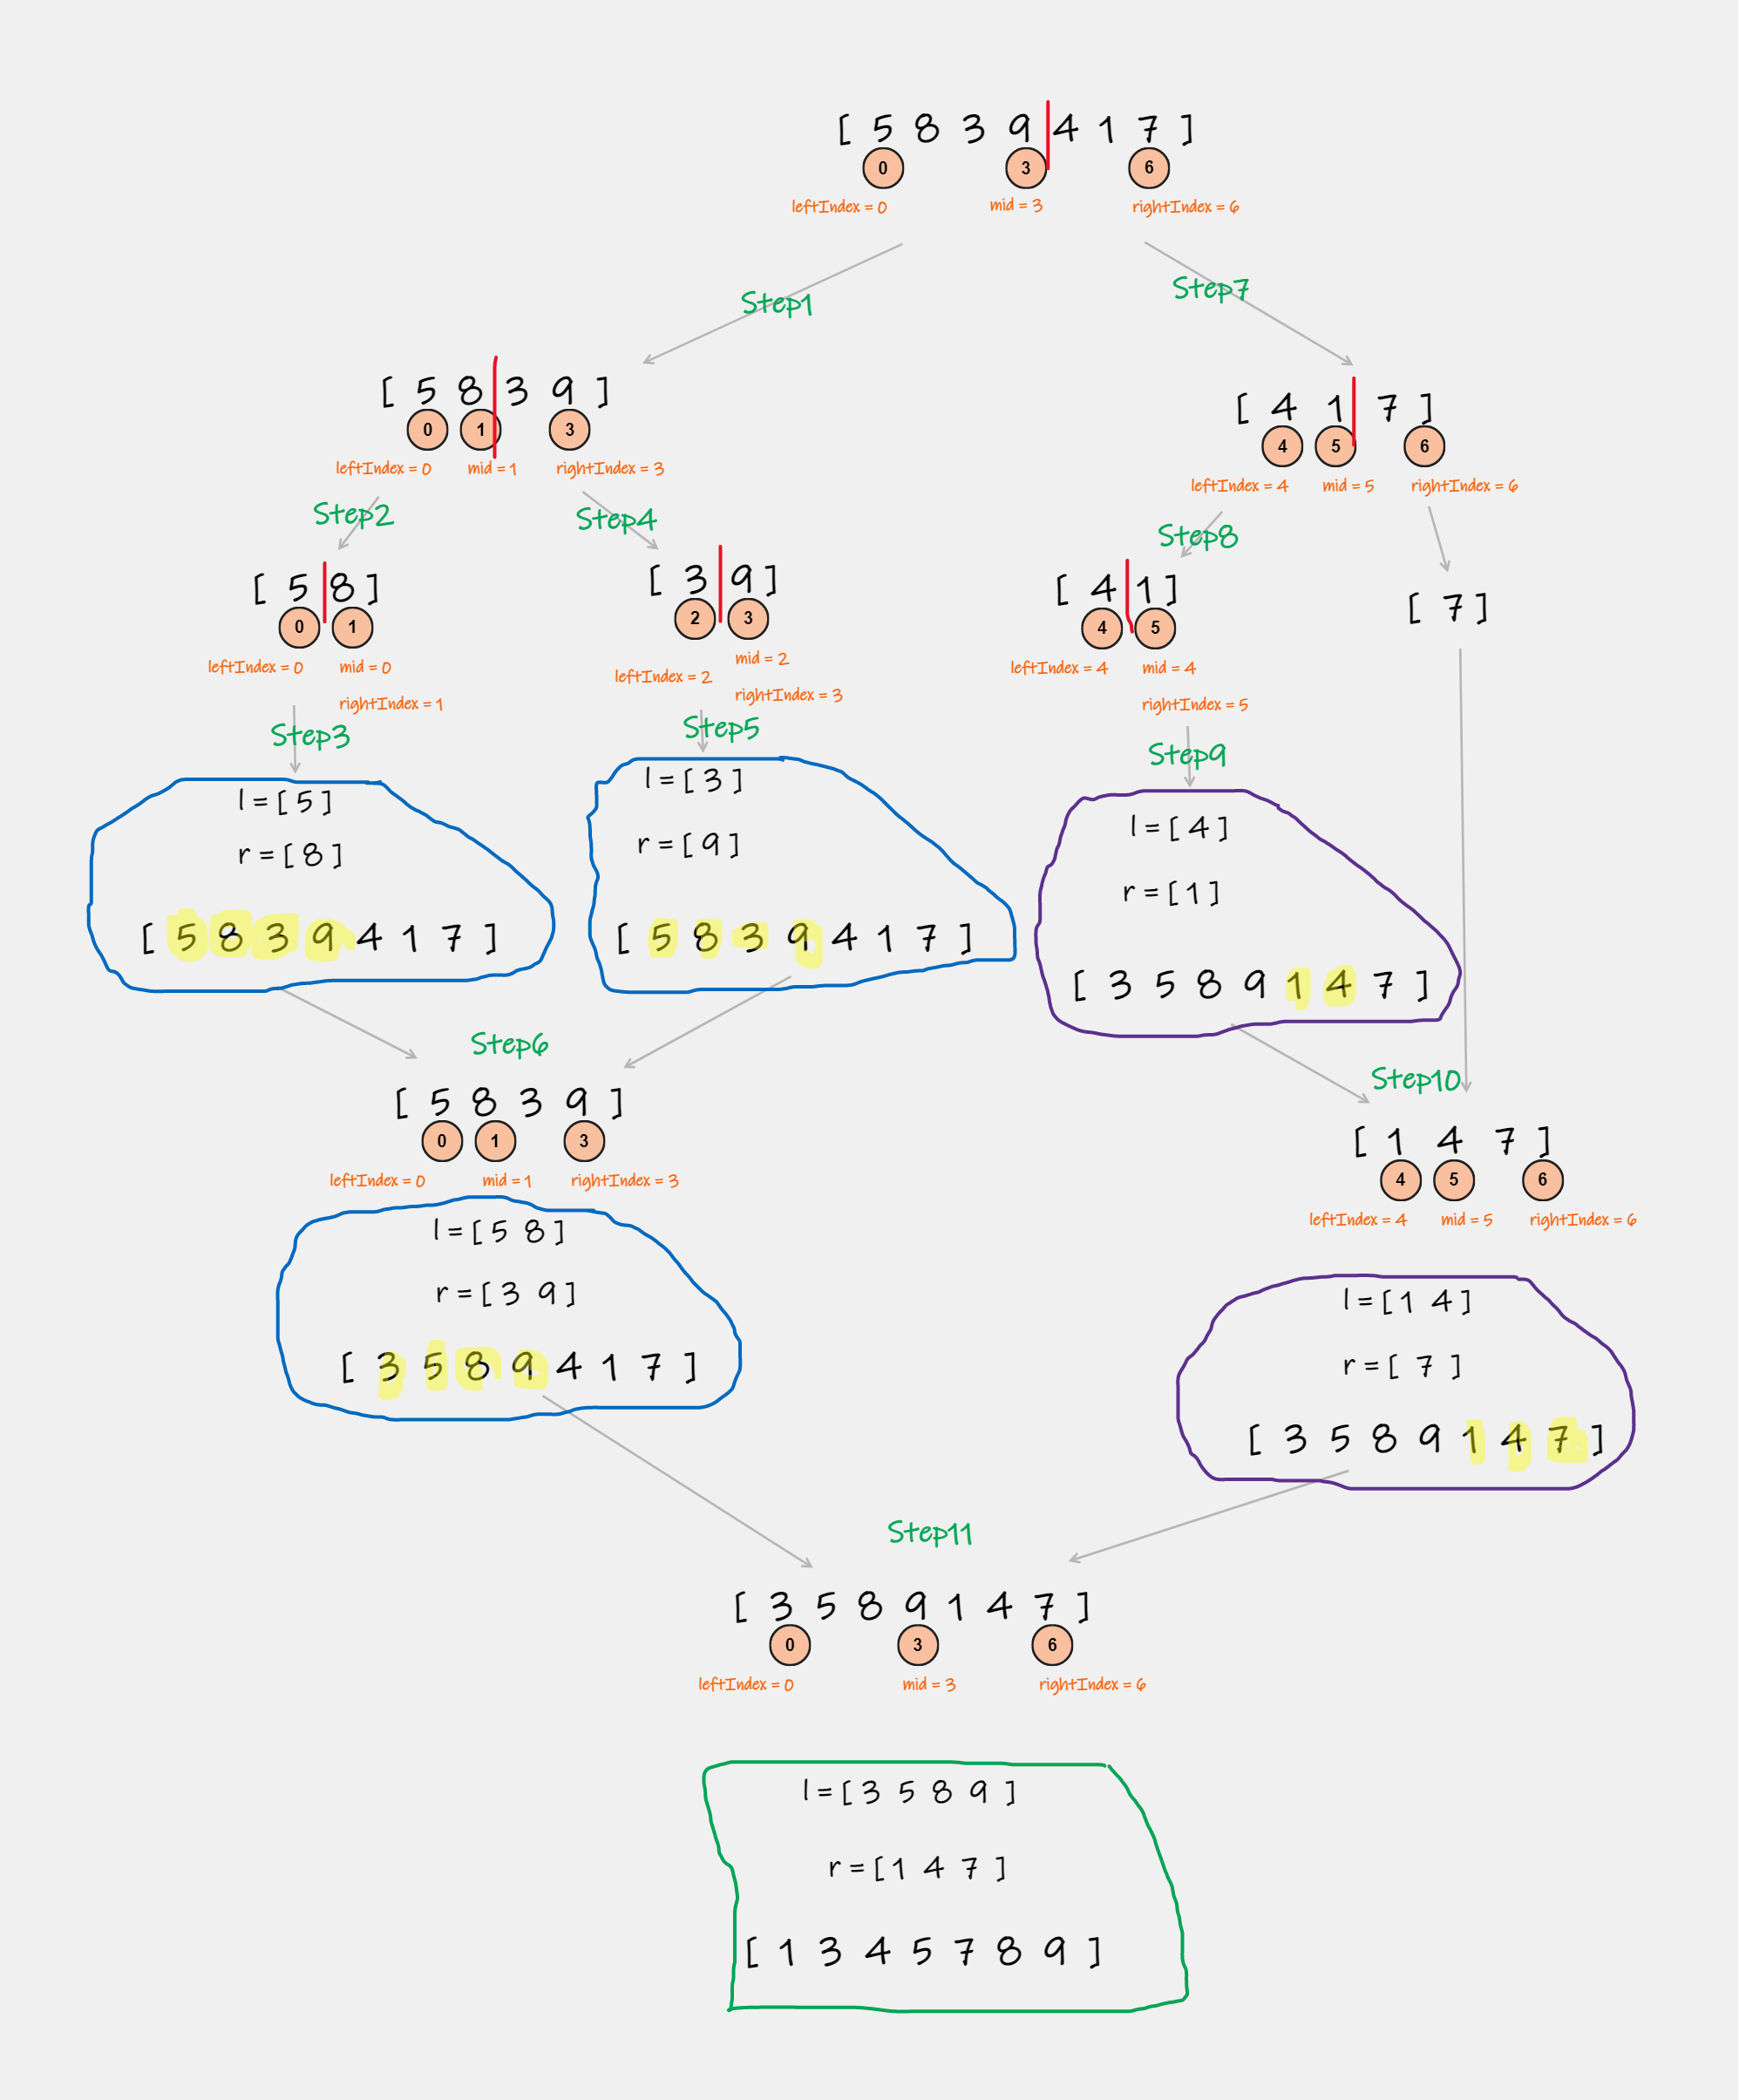 [ 5 8 3 9 4 1 7 ]
0 3 6
leftIndex = 0 mid = 3 rightIndex = 6
Step1 Step7
[ 5 8 3 9 ]
0 1 3
leftIndex = 0 mid = 1 rightIndex = 3
[ 4 1 7 ]
4 5 6
leftIndex = 4 mid = 5 rightIndex = 6
Step2 Step4 Step8
[ 5 8 ]
0 1
leftIndex = 0 mid = 0
rightIndex = 1
[ 3 9 ]
2 3
mid = 2
leftIndex = 2
rightIndex = 3
[ 4 1 ]
4 5
leftIndex = 4 mid = 4
rightIndex = 5
[ 7 ]
Step3 Step5 Step9
l = [ 5 ]
r = [ 8 ]
[ 5 8 3 9 4 1 7 ]
l = [ 3 ]
r = [ 9 ]
[ 5 8 3 9 4 1 7 ]
l = [ 4 ]
r = [ 1 ]
[ 3 5 8 9 1 4 7 ]
Step6 Step10
[ 5 8 3 9 ]
0 1 3
leftIndex = 0 mid = 1 rightIndex = 3
l = [ 5 8 ]
r = [ 3 9 ]
[ 3 5 8 9 4 1 7 ]
[ 1 4 7 ]
4 5 6
leftIndex = 4 mid = 5 rightIndex = 6
l = [ 1 4 ]
r = [ 7 ]
[ 3 5 8 9 1 4 7 ]
Step11
[ 3 5 8 9 1 4 7 ]
0 3 6
leftIndex = 0 mid = 3 rightIndex = 6
l = [ 3 5 8 9 ]
r = [ 1 4 7 ]
[ 1 3 4 5 7 8 9 ]